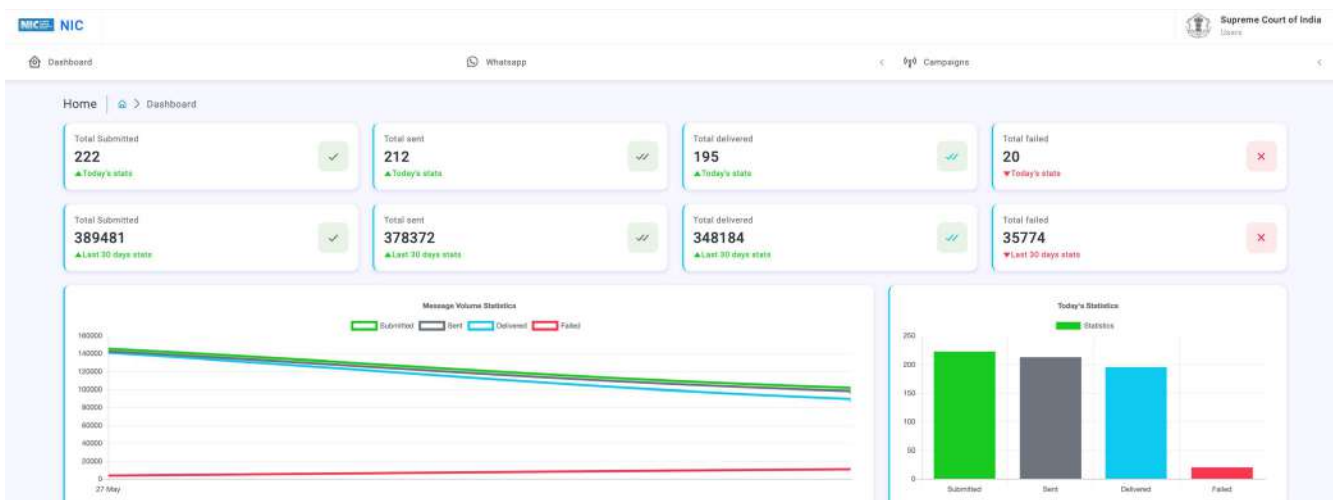 NIC NIC
Supreme Court of India
Users
Dashboard
Whatsapp
<
Campaigns
<
Home
> Dashboard
Total Submitted
222
▲Today's stats
Total sent
212
▲Today's stats
Total delivered
195
▲Today's stats
Total failed
20
▼Today's stats
Total Submitted
389481
▲Last 30 days stats
Total sent
378372
▲Last 30 days stats
Total delivered
348184
▲Last 30 days stats
Total failed
35774
▼Last 30 days stats
Message Volume Statistics
Submitted Sent Delivered Failed
160000
140000
120000
100000
80000
60000
40000
20000
0
27 May
Today's Statistics
Statistics
250
200
150
100
50
0
Submitted Sent Delivered Failed